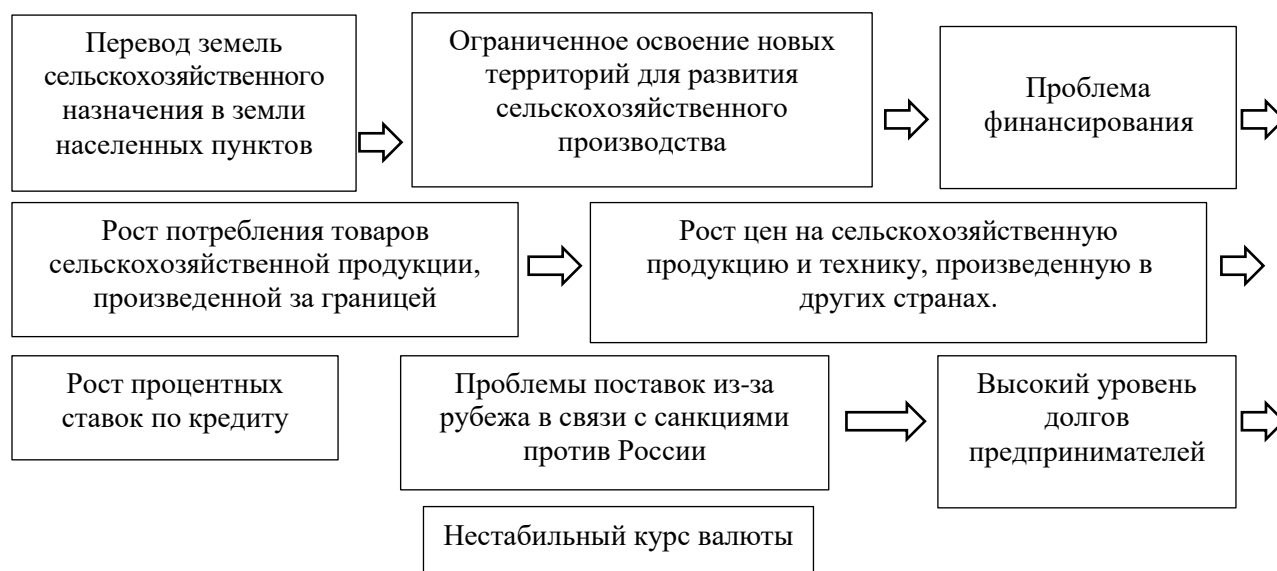 Перевод земель
сельскохозяйственного
назначения в земли
населенных пунктов
Ограниченное освоение новых
территорий для развития
сельскохозяйственного
производства
Проблема
финансирования
Рост потребления товаров
сельскохозяйственной продукции,
произведенной за границей
Рост цен на сельскохозяйственную
продукцию и технику, произведенную в
других странах.
Рост процентных
ставок по кредиту
Проблемы поставок из-за
рубежа в связи с санкциями
против России
Высокий уровень
долгов
предпринимателей
Нестабильный курс валюты